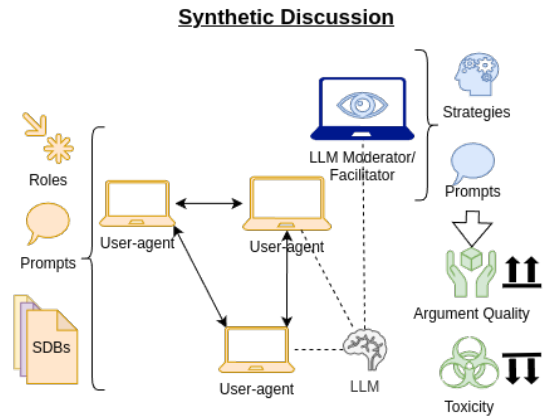 Synthetic Discussion
Roles
Prompts
SDBs
User-agent
User-agent
User-agent
LLM Moderator/
Facilitator
LLM
Strategies
Prompts
Argument Quality
Toxicity